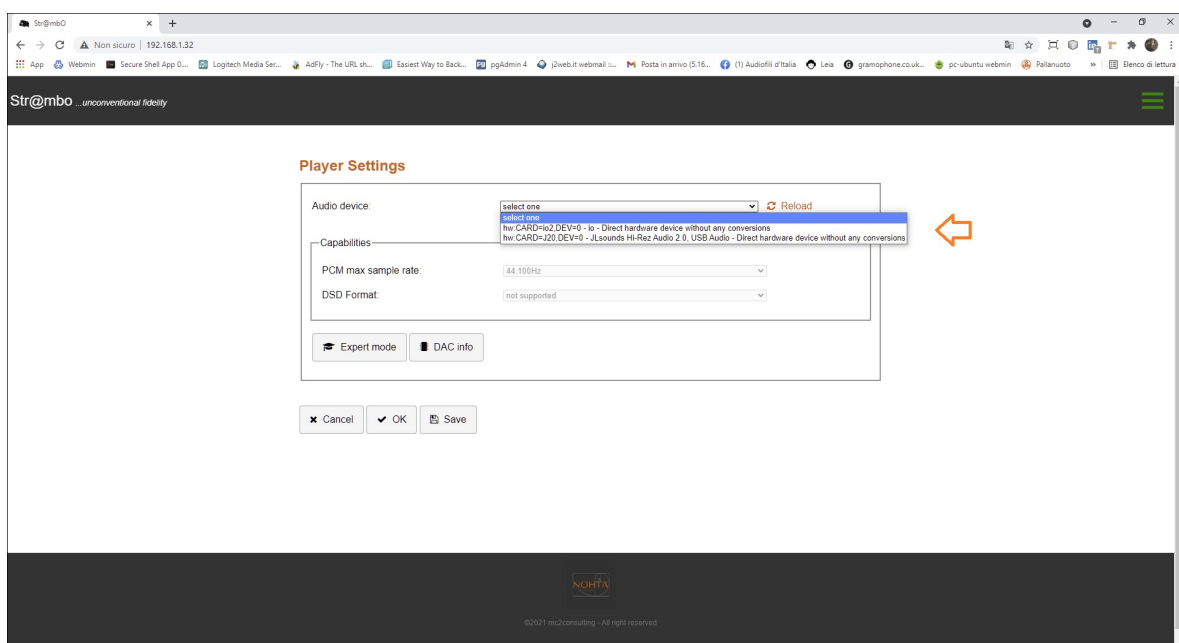 Str@mbO
Non sicuro | 192.168.1.32
App Webmin Secure Shell App 0... Logitech Media Ser... AdFly - The URL sh... Easiest Way to Back... pgAdmin 4 j2web.it webmail ::... Posta in arrivo (5.16... (1) Audiofili d'Italia Leia gramophone.co.uk... pc-ubuntu webmin Pallanuoto » Elenco di lettura
Str@mbo ...unconventional fidelity
Player Settings
Audio device: select one Reload
select one
hw:CARD=io2,DEV=0 - io - Direct hardware device without any conversions
hw:CARD=J20,DEV=0 - JLsounds Hi-Rez Audio 2.0, USB Audio - Direct hardware device without any conversions
Capabilities
PCM max sample rate: 44.100Hz
DSD Format: not supported
Expert mode DAC info
Cancel OK Save
NOHTA
©2021 mc2consulting - All right reserved